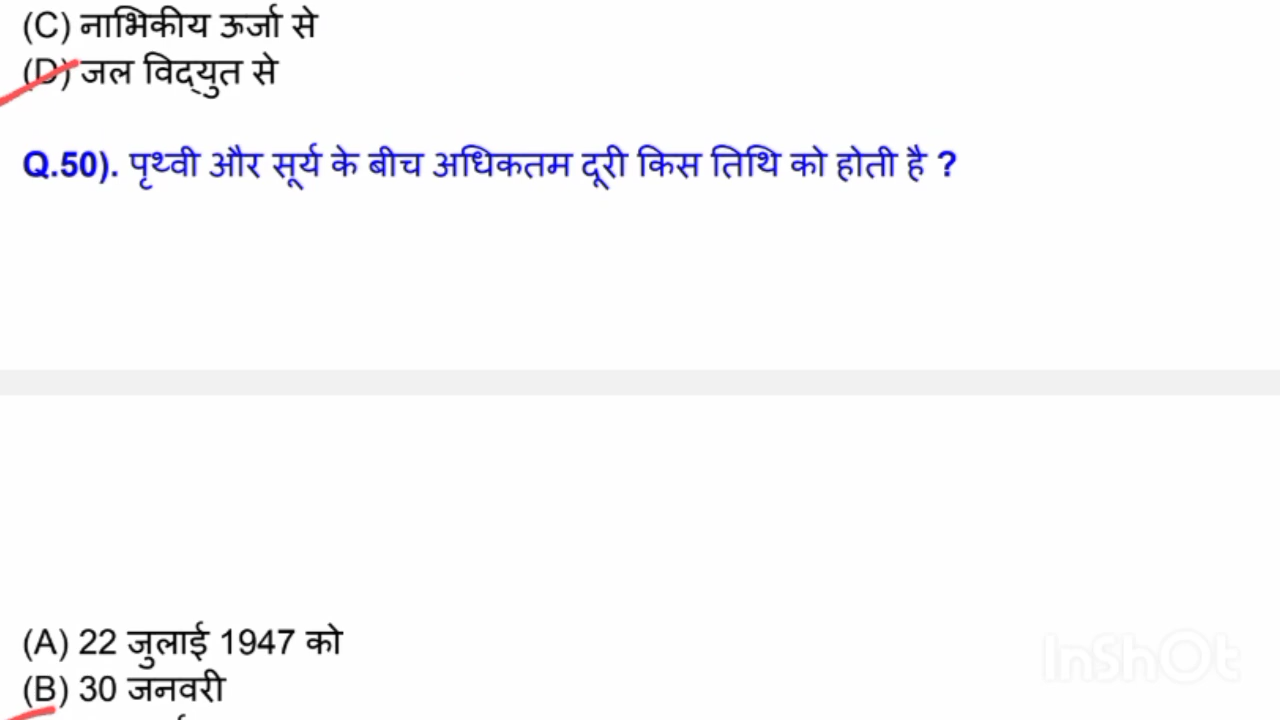 (C) नाभिकीय ऊर्जा से
(D) जल विद्युत से
Q.50). पृथ्वी और सूर्य के बीच अधिकतम दूरी किस तिथि को होती है ?
(A) 22 जुलाई 1947 को
InShOt
(B) 30 जनवरी